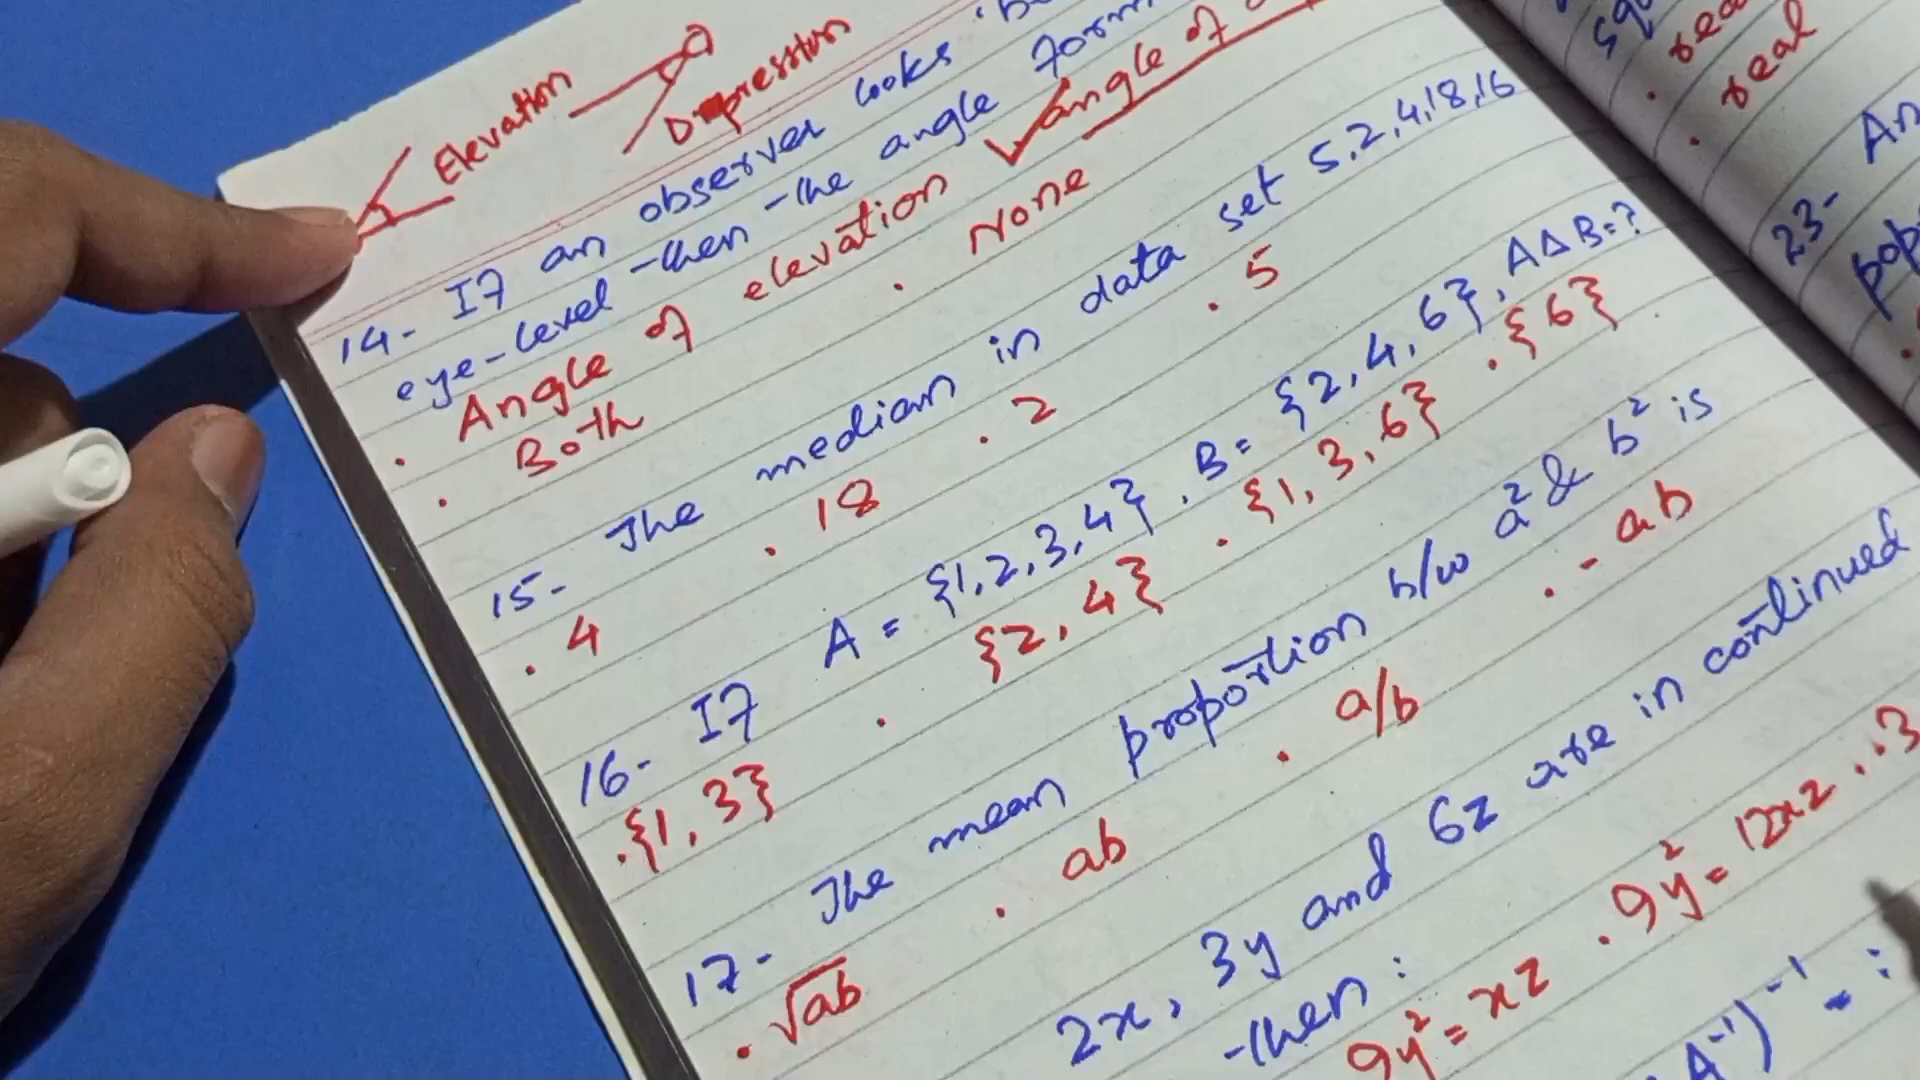 Elevation
Depression
14- If an observer looks
eye-level then the angle form
. Angle of elevation ✓ angle of
. Both . None
15- The median in data set 5,2,4,18,16
. 4 . 18 . 2 . 5
16- If A = {1,2,3,4}, B = {2,4,6}, A∆B=?
.{1,3} . {2,4} . {1,3,6} . {6}
17- The mean proportion b/w a² & b² is
. √ab . ab . a/b . -ab
2x, 3y and 6z are in continued
then :
9y² = xz . 9y² = 12xz .
A⁻¹)⁻¹ = :
. real
23- An